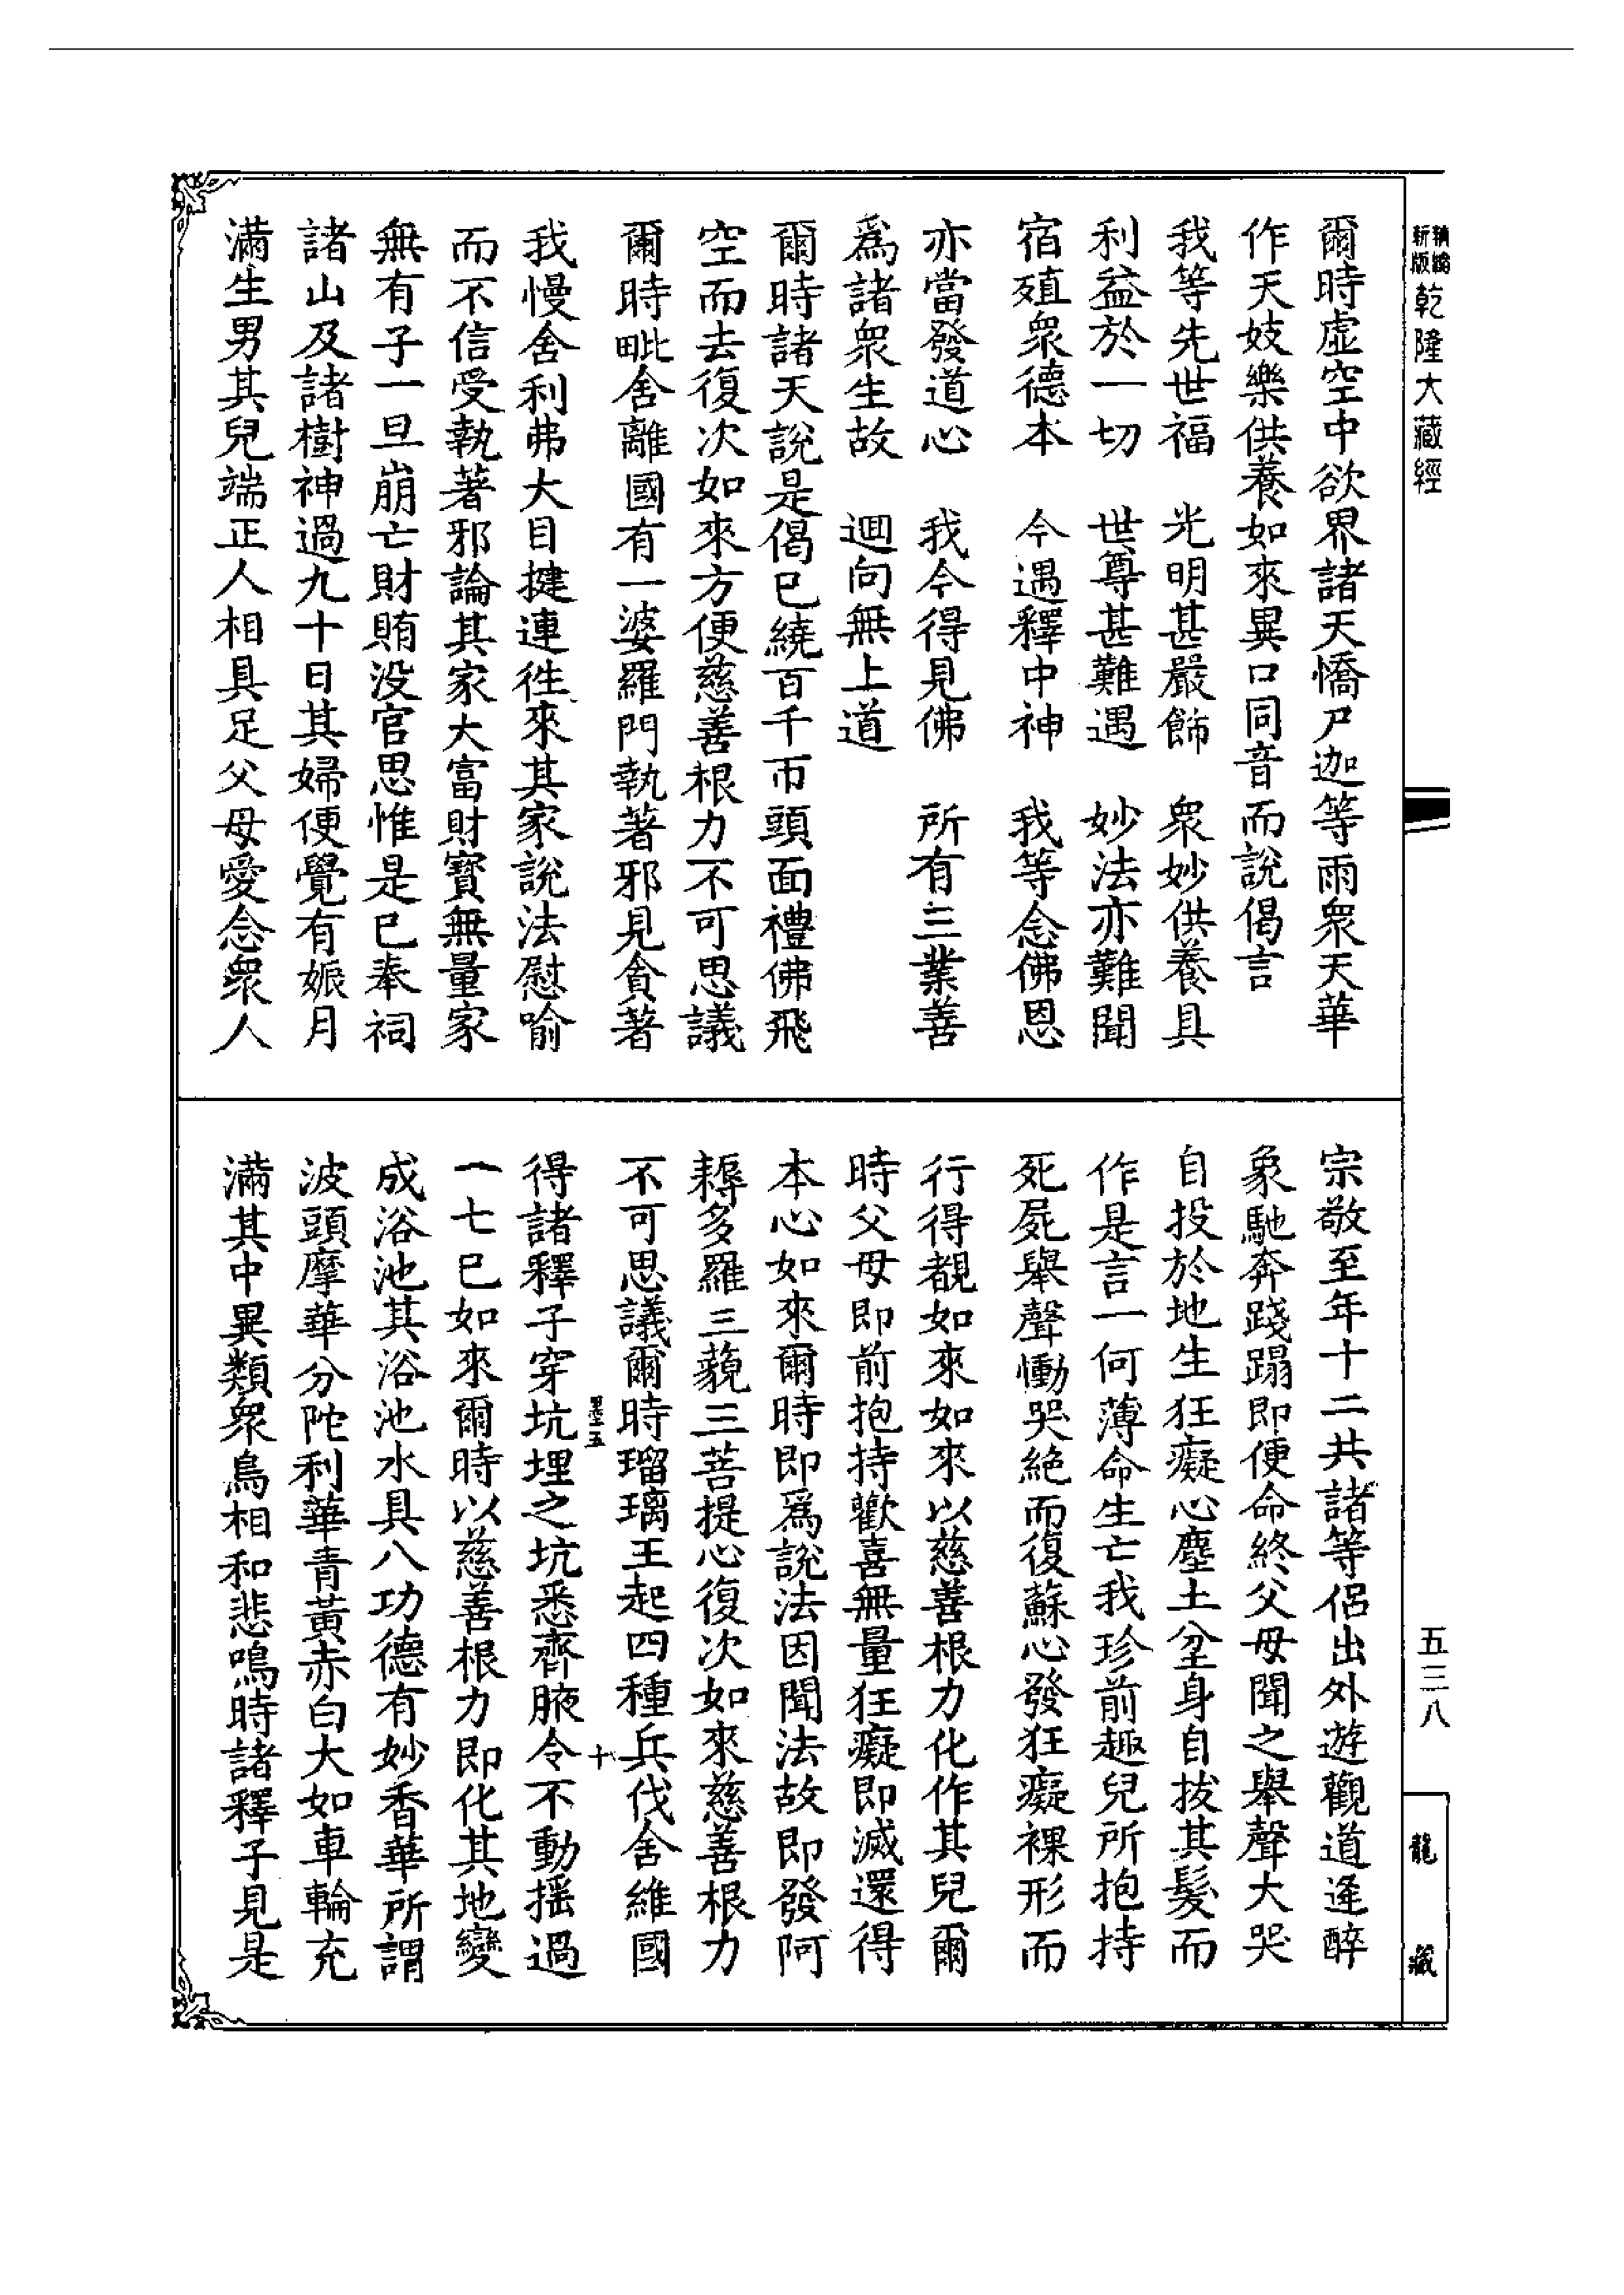 新版
精縮
乾隆大藏經
爾時虛空中欲界諸天憍尸迦等雨衆天華
作天妓樂供養如來異口同音而說偈言
我等先世福　光明甚嚴飾　衆妙供養具
利益於一切　世尊甚難遇　妙法亦難聞
宿殖衆德本　今遇釋中神　我等念佛恩
亦當發道心　我今得見佛　所有三業善
爲諸衆生故　迴向無上道
爾時諸天說是偈已繞百千帀頭面禮佛飛
空而去復次如來方便慈善根力不可思議
爾時毗舍離國有一婆羅門執著邪見貪著
我慢舍利弗大目揵連往來其家說法慰喻
而不信受執著邪論其家大富財寶無量家
無有子一旦崩亡財賄没官思惟是已奉祠
諸山及諸樹神過九十日其婦便覺有娠月
滿生男其兒端正人相具足父母愛念衆人
宗敬至年十二共諸等侶出外遊觀道逢醉
象馳奔踐蹋即便命終父母聞之舉聲大哭
自投於地生狂癡心塵土坌身自拔其髮而
作是言一何薄命生亡我珍前趣兒所抱持
死屍舉聲慟哭絶而復蘇心發狂癡裸形而
行得覩如來如來以慈善根力化作其兒爾
時父母即前抱持歡喜無量狂癡即滅還得
本心如來爾時即爲說法因聞法故即發阿
耨多羅三藐三菩提心復次如來慈善根力
不可思議爾時瑠璃王起四種兵伐舍維國
得諸釋子穿坑埋之坑悉齊腋令不動揺過
一七已如來爾時以慈善根力即化其地變
成浴池其浴池水具八功德有妙香華所謂
波頭摩華分陀利華青黃赤白大如車輪充
滿其中異類衆鳥相和悲鳴時諸釋子見是
十
五三八
龍藏